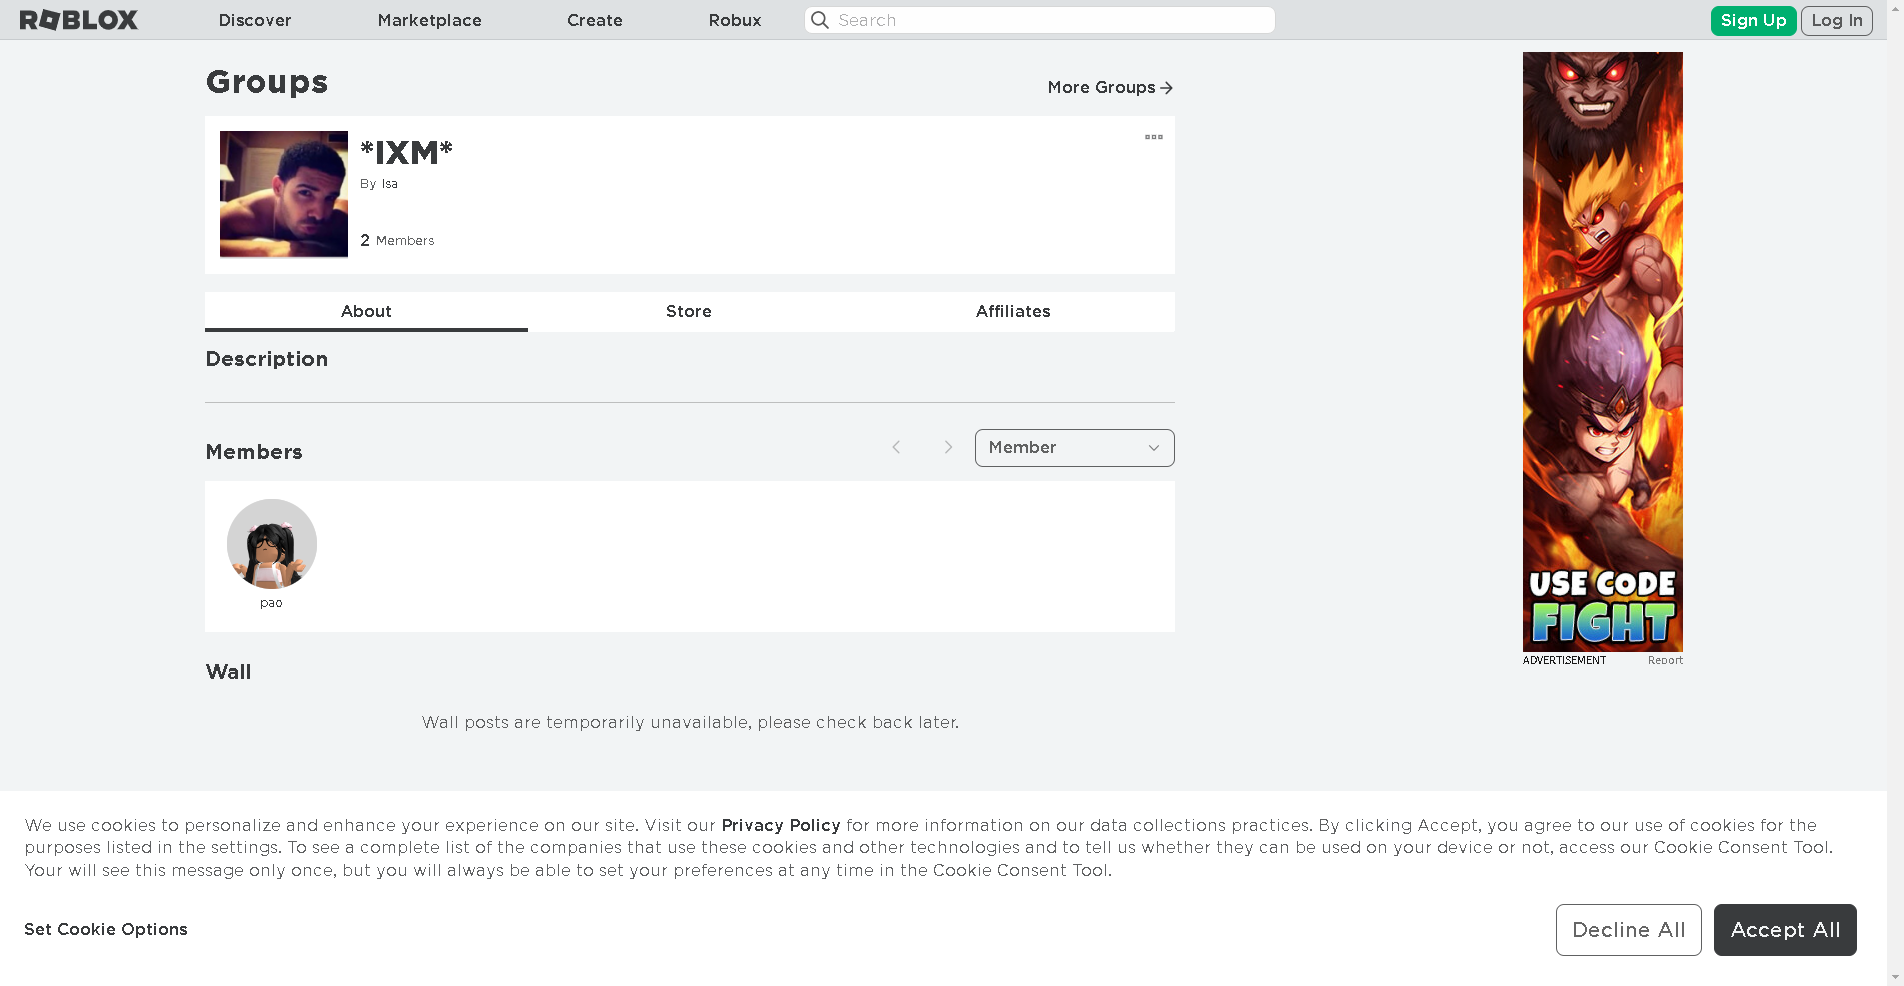 ROBLOX
Discover
Marketplace
Create
Robux
Search
Sign Up
Log In
Groups
More Groups
*IXM*
By Isa
2 Members
About
Store
Affiliates
Description
Members
Member
pao
Wall
Wall posts are temporarily unavailable, please check back later.
USE CODE
FIGHT
ADVERTISEMENT
Report
We use cookies to personalize and enhance your experience on our site. Visit our Privacy Policy for more information on our data collections practices. By clicking Accept, you agree to our use of cookies for the
purposes listed in the settings. To see a complete list of the companies that use these cookies and other technologies and to tell us whether they can be used on your device or not, access our Cookie Consent Tool.
Your will see this message only once, but you will always be able to set your preferences at any time in the Cookie Consent Tool.
Set Cookie Options
Decline All
Accept All